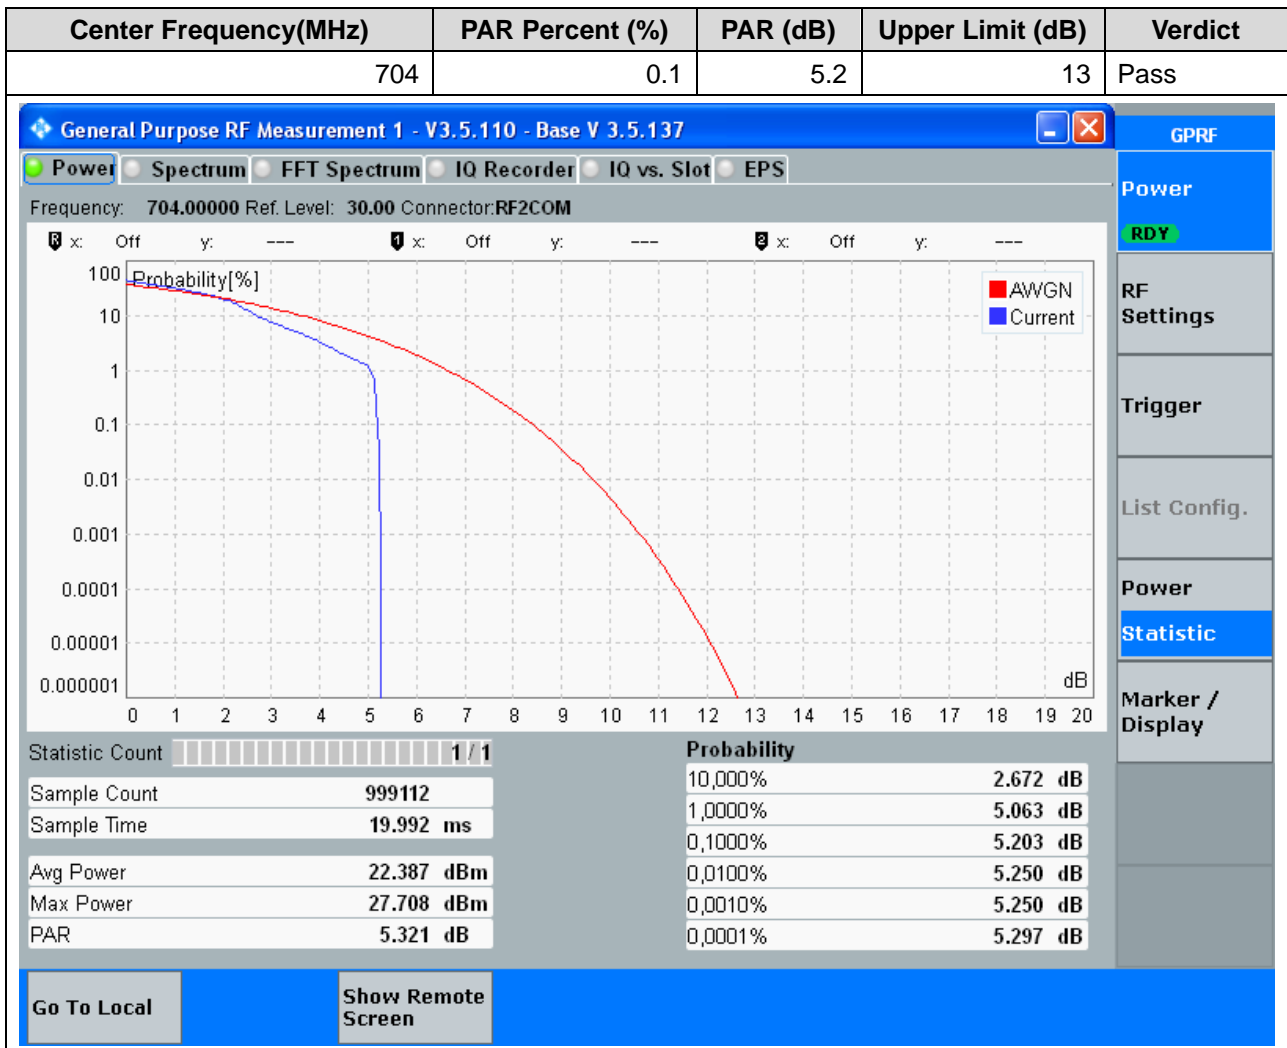 Center Frequency(MHz) PAR Percent (%) PAR (dB) Upper Limit (dB) Verdict
704 0.1 5.2 13 Pass
General Purpose RF Measurement 1 - V3.5.110 - Base V 3.5.137
GPRF
Power Spectrum FFT Spectrum IQ Recorder IQ vs. Slot EPS
Frequency: 704.00000 Ref. Level: 30.00 Connector:RF2COM
R x: Off y: --- 1 x: Off y: --- 2 x: Off y: ---
Probability[%]
100
10
1
0.1
0.01
0.001
0.0001
0.00001
0.000001
AWGN
Current
dB
0 1 2 3 4 5 6 7 8 9 10 11 12 13 14 15 16 17 18 19 20
Statistic Count 1 / 1
Sample Count 999112
Sample Time 19.992 ms
Avg Power 22.387 dBm
Max Power 27.708 dBm
PAR 5.321 dB
Probability
10,000% 2.672 dB
1,0000% 5.063 dB
0,1000% 5.203 dB
0,0100% 5.250 dB
0,0010% 5.250 dB
0,0001% 5.297 dB
Power
RDY
RF
Settings
Trigger
List Config.
Power
Statistic
Marker /
Display
Go To Local
Show Remote
Screen